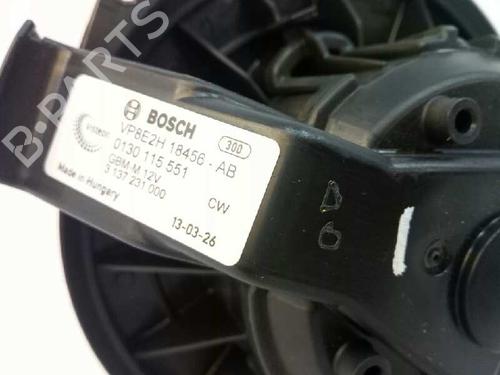 B-PARTS
BOSCH
300
Visteon
VP8E2H 18456 - AB
0130 115 551
GBM-M 12V
3 137 231 000
CW
Made in Hungary
13-03-26